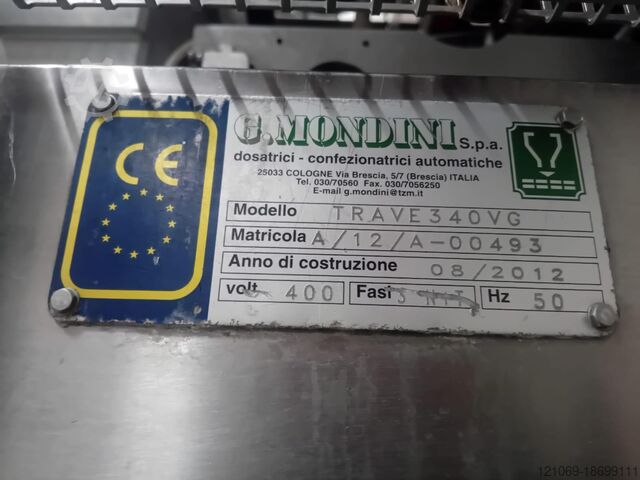 CE
G.MONDINI S.p.a.
dosatrici - confezionatrici automatiche
25033 COLOGNE Via Brescia, 5/7 (Brescia) ITALIA
Tel. 030/70560 Fax. 030/7056250
E-mail g.mondini@tzm.it
Modello TRAVE340VG
Matricola A/12/A-00493
Anno di costruzione 08/2012
volt 400 Fasi 3 Hz 50
121069-18699111